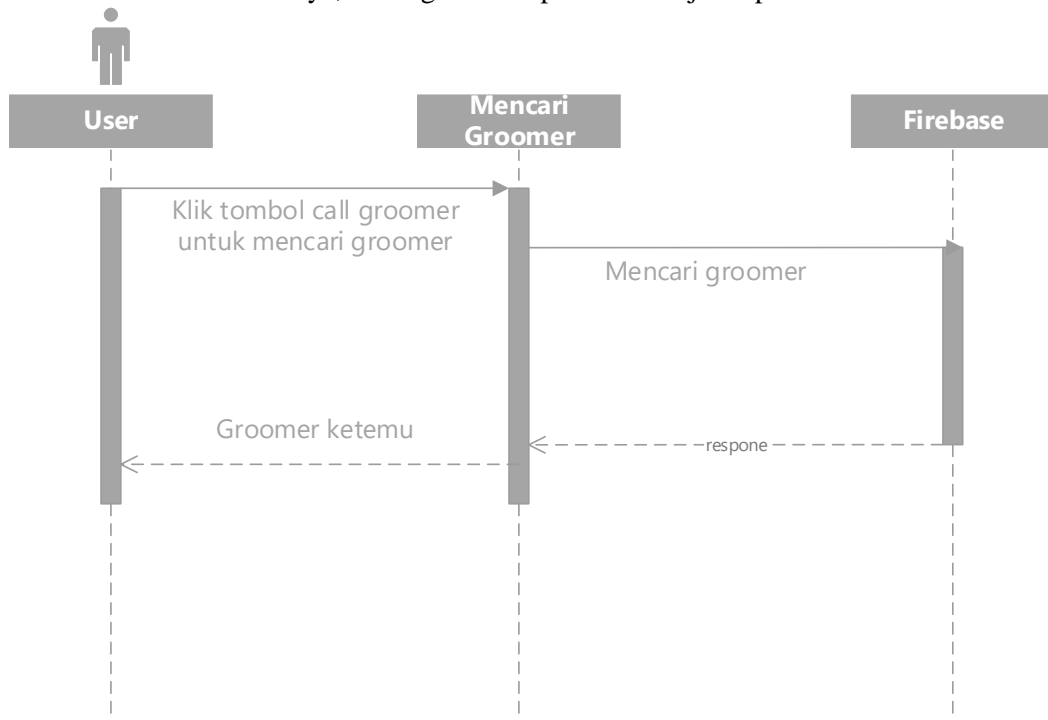 User
Mencari
Groomer
Firebase
Klik tombol call groomer
untuk mencari groomer
Mencari groomer
Groomer ketemu
respone